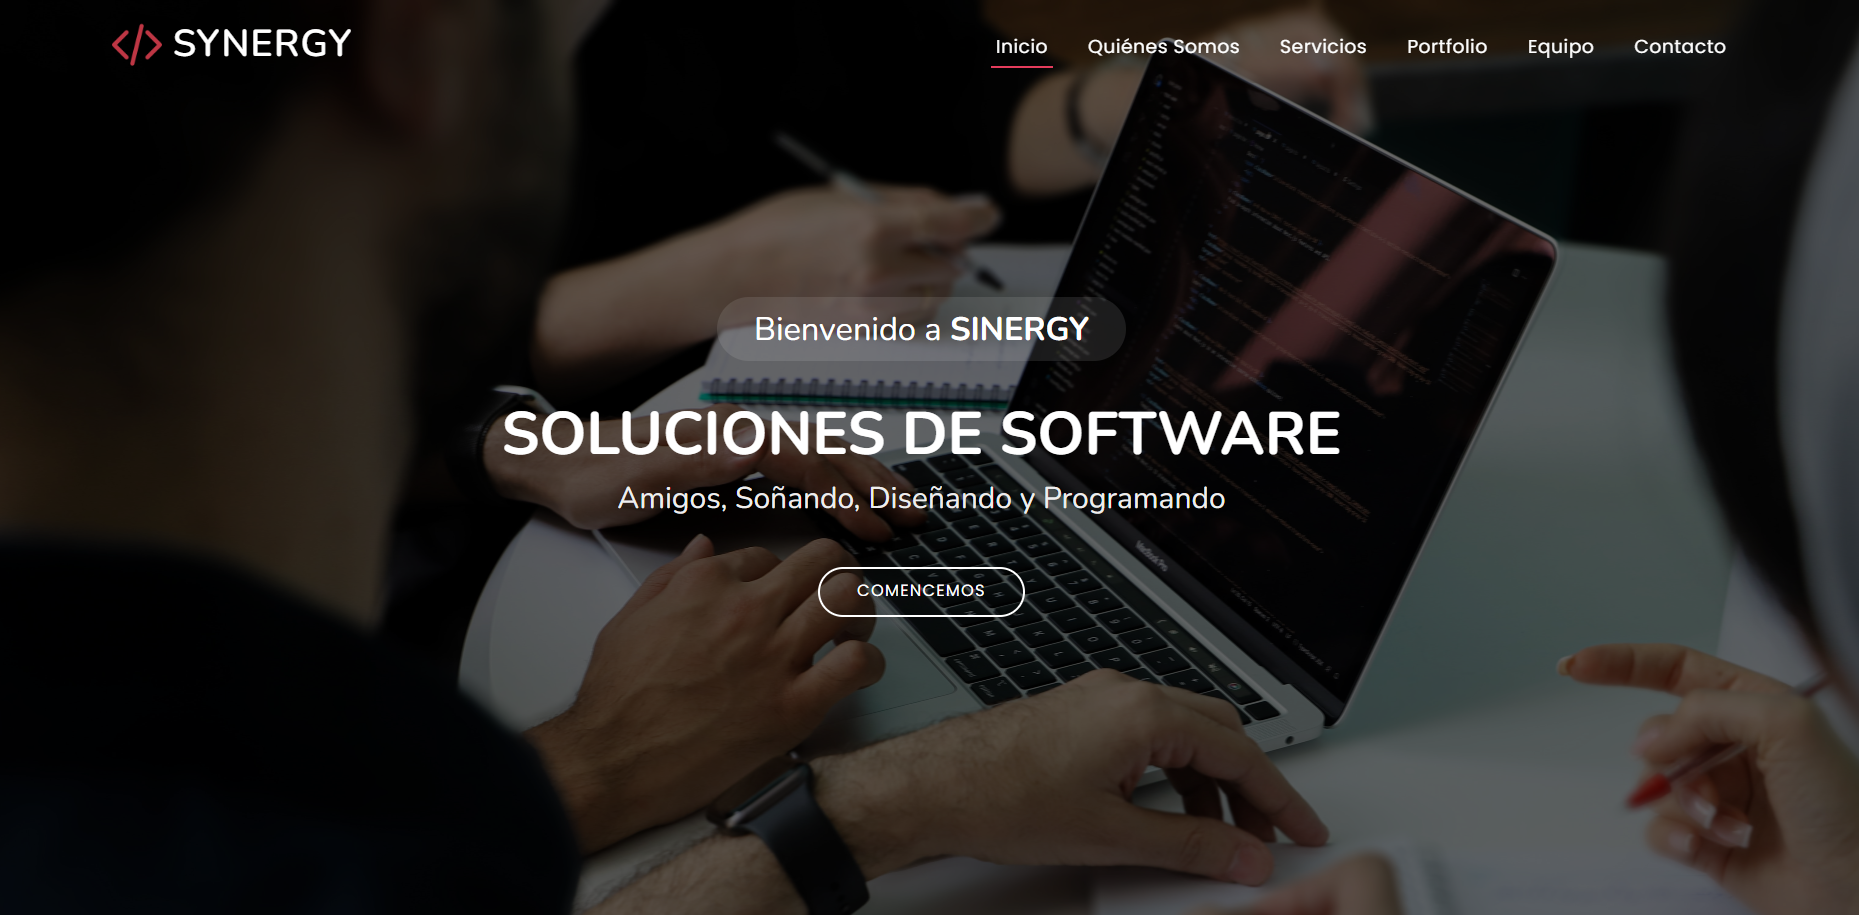 </> SYNERGY
Inicio Quiénes Somos Servicios Portfolio Equipo Contacto
Bienvenido a SINERGY
SOLUCIONES DE SOFTWARE
Amigos, Soñando, Diseñando y Programando
COMENCEMOS